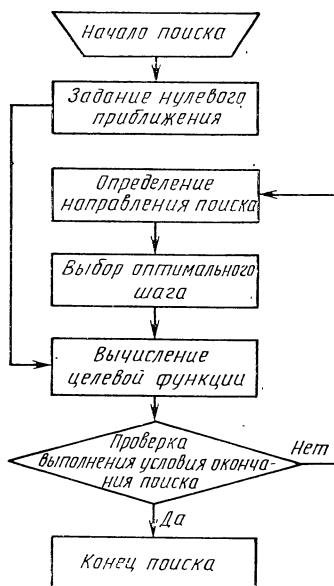 Начало поиска
Задание нулевого
приближения
Определение
направления поиска
Выбор оптимального
шага
Вычисление
целевой функции
Проверка
выполнения условия оконча-
ния поиска
Нет
Да
Конец поиска